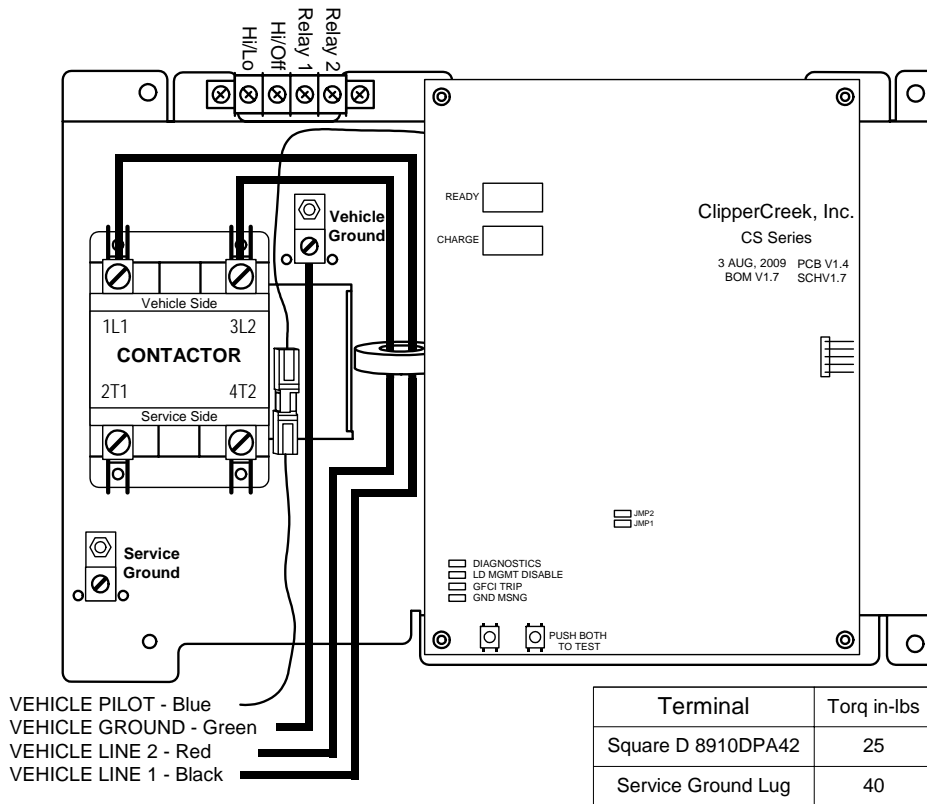 Hi/Lo
Hi/Off
Relay 1
Relay 2
READY
CHARGE
ClipperCreek, Inc.
CS Series
3 AUG, 2009 PCB V1.4
BOM V1.7 SCHV1.7
Vehicle
Ground
Vehicle Side
1L1 3L2
CONTACTOR
2T1 4T2
Service Side
Service
Ground
JMP2
JMP1
DIAGNOSTICS
LD MGMT DISABLE
GFCI TRIP
GND MSNG
PUSH BOTH
TO TEST
VEHICLE PILOT - Blue
VEHICLE GROUND - Green
VEHICLE LINE 2 - Red
VEHICLE LINE 1 - Black
Terminal Torq in-lbs
Square D 8910DPA42 25
Service Ground Lug 40